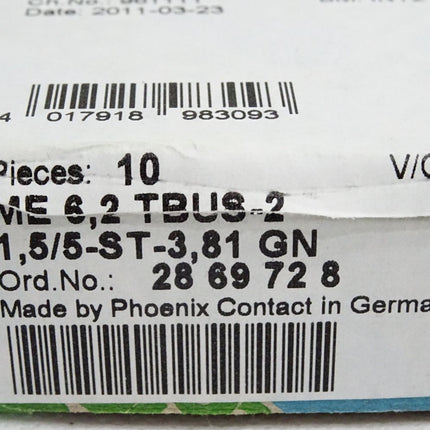 Date: 2011-03-23
4 017918 983093
Pieces: 10
V/C
ME 6,2 TBUS-2
1,5/5-ST-3,81 GN
Ord.No.: 28 69 72 8
Made by Phoenix Contact in Germa